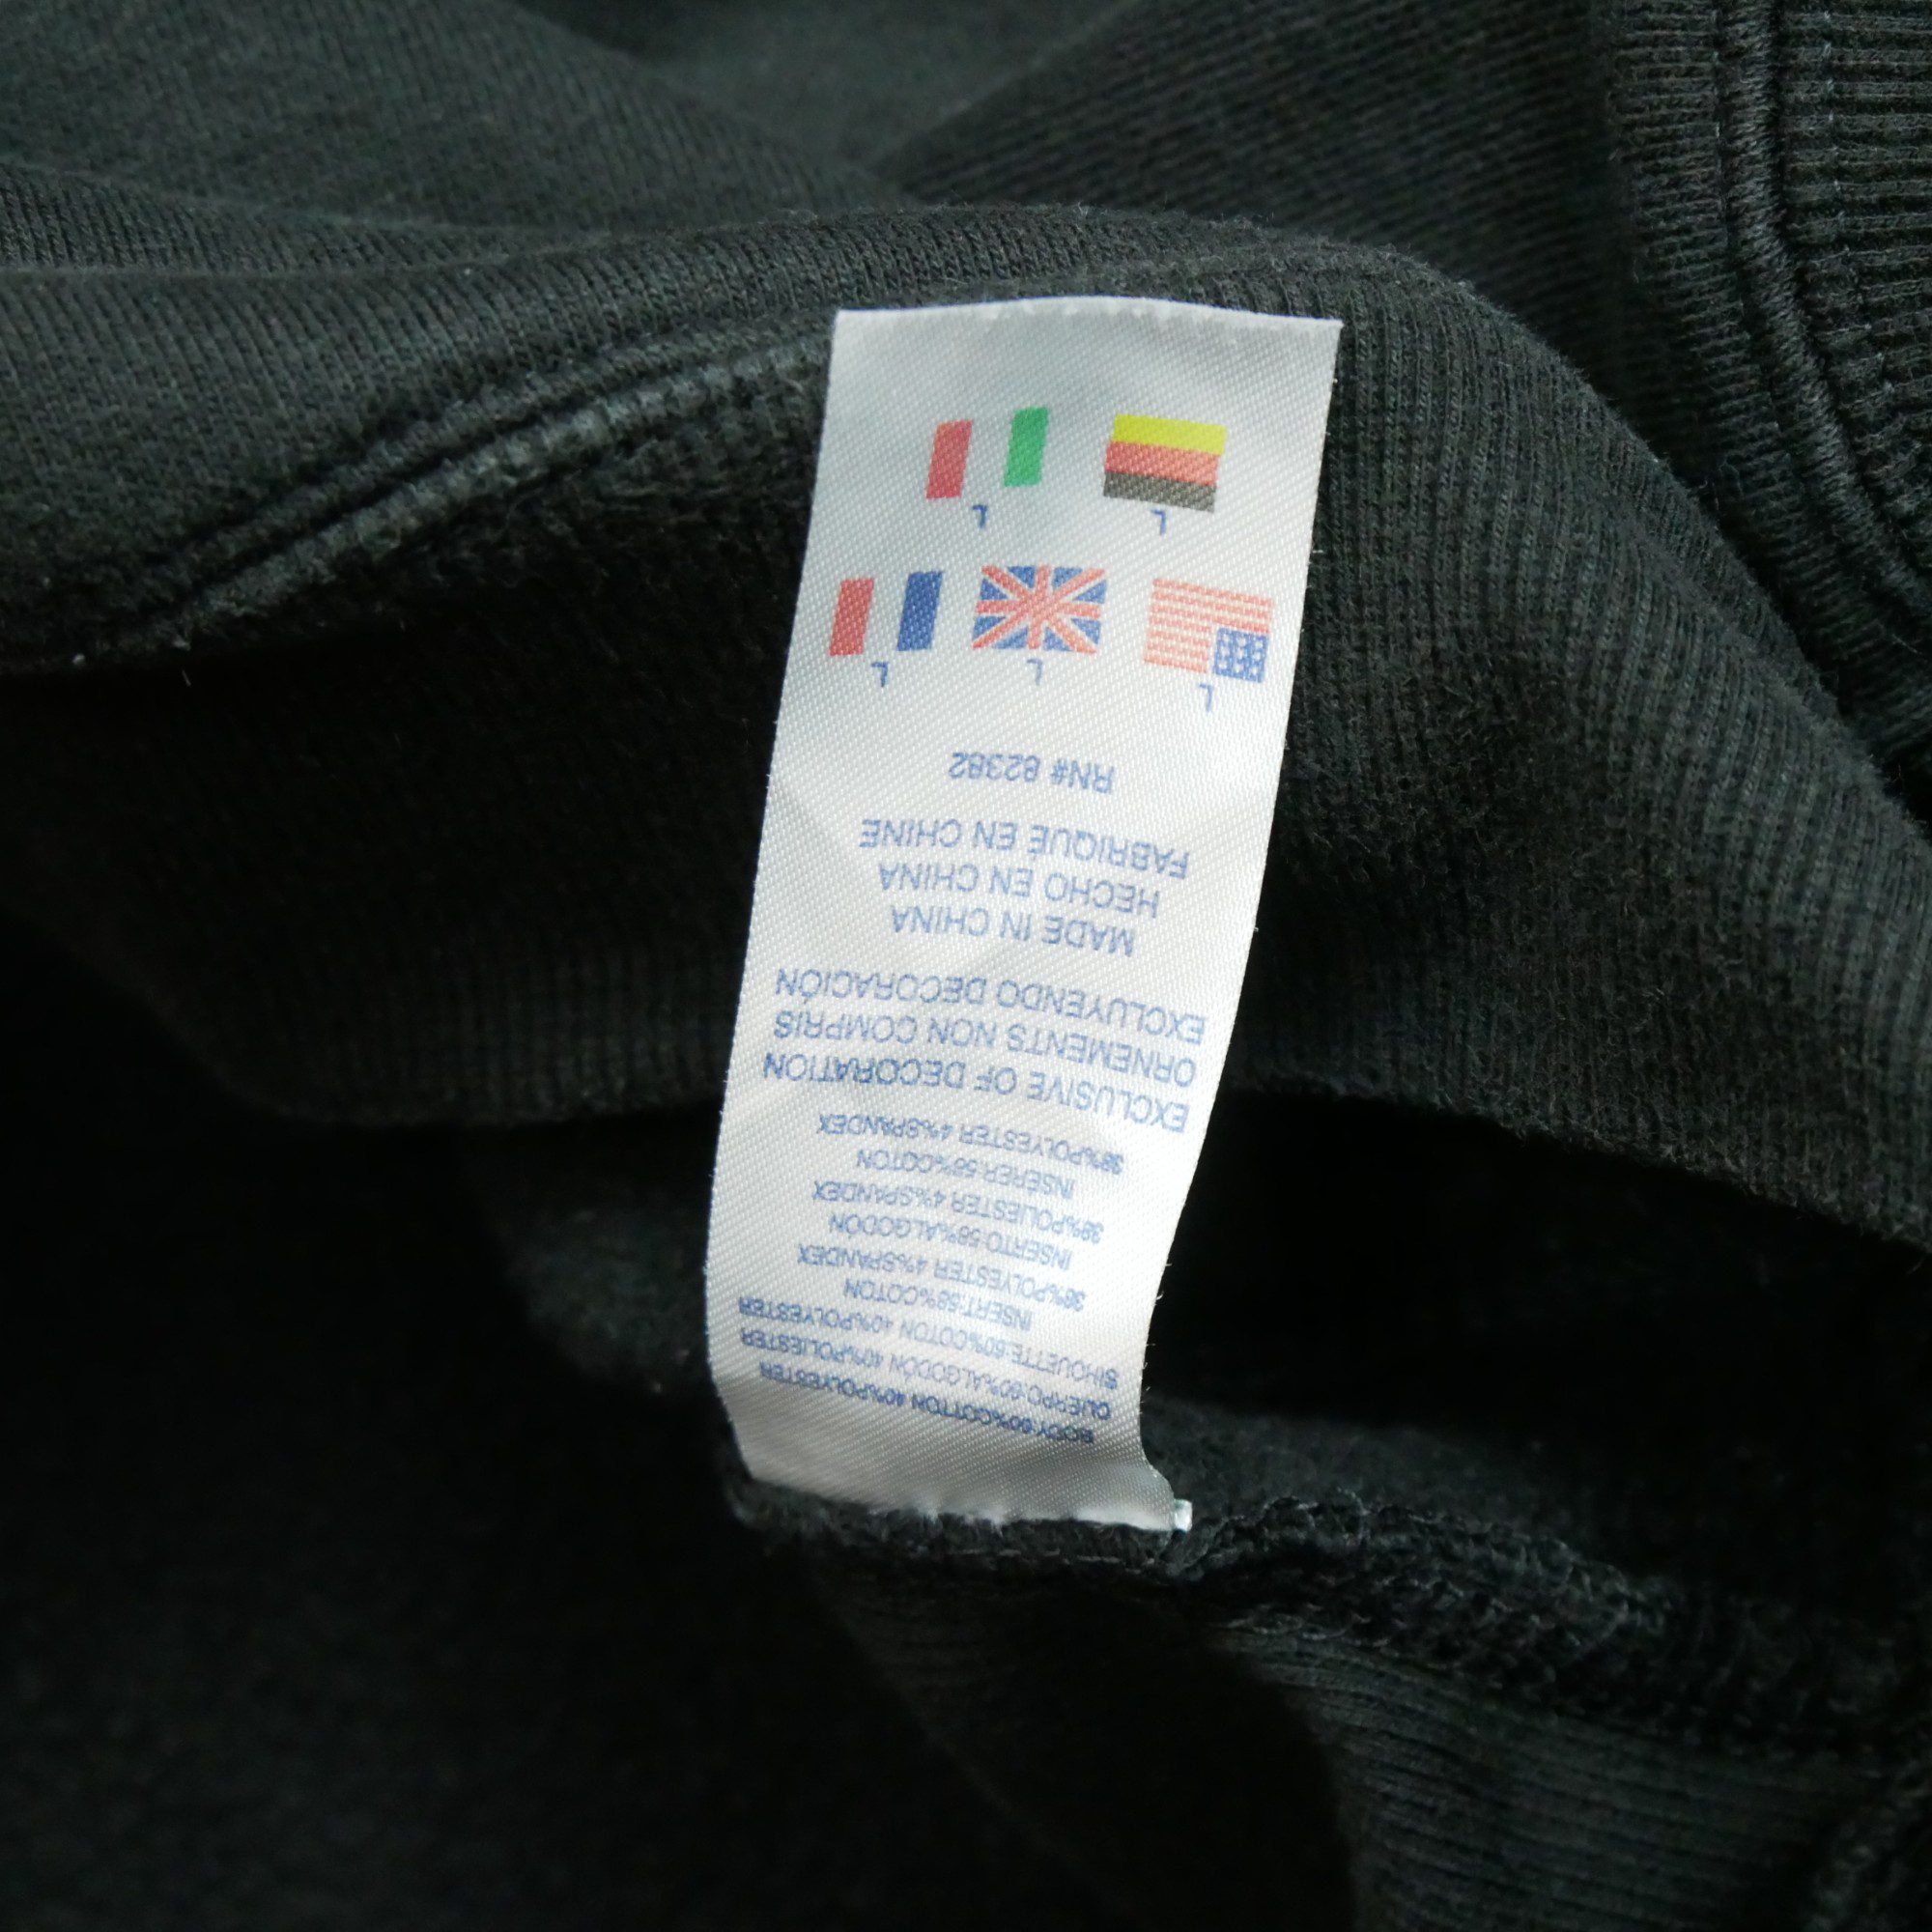 BODY:60%COTTON 40%POLYESTER
CUERPO:60%ALGODÓN 40%POLIESTER
SIHOUETTE:60%COTON 40%POLYESTER
INSERT:58%COTTON
38%POLYESTER 4%SPANDEX
INSERTO:58%ALGODÓN
38%POLIESTER 4%SPANDEX
INSERER:58%COTON
38%POLYESTER 4%SPANDEX
EXCLUSIVE OF DECORATION
ORNEMENTS NON COMPRIS
EXCLUYENDO DECORACIÓN
MADE IN CHINA
HECHO EN CHINA
FABRIQUÉ EN CHINE
RN# 82382
L L L
L L